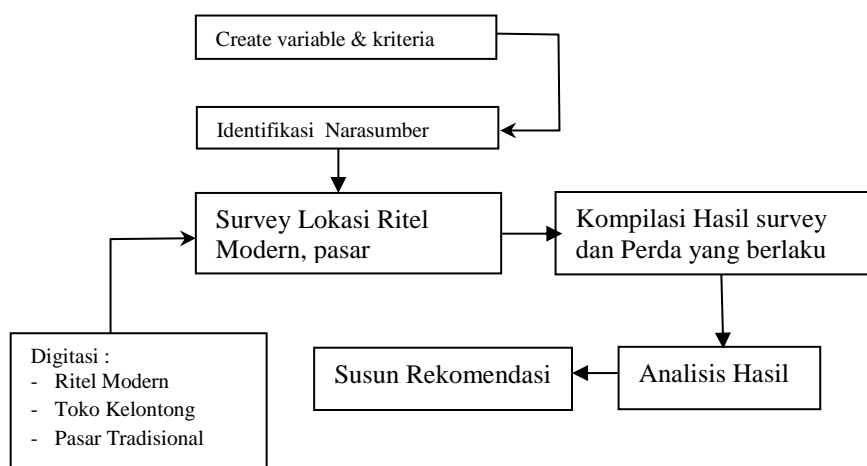 Create variable & kriteria
Identifikasi Narasumber
Survey Lokasi Ritel
Modern, pasar
Kompilasi Hasil survey
dan Perda yang berlaku
Digitasi :
- Ritel Modern
- Toko Kelontong
- Pasar Tradisional
Susun Rekomendasi
Analisis Hasil